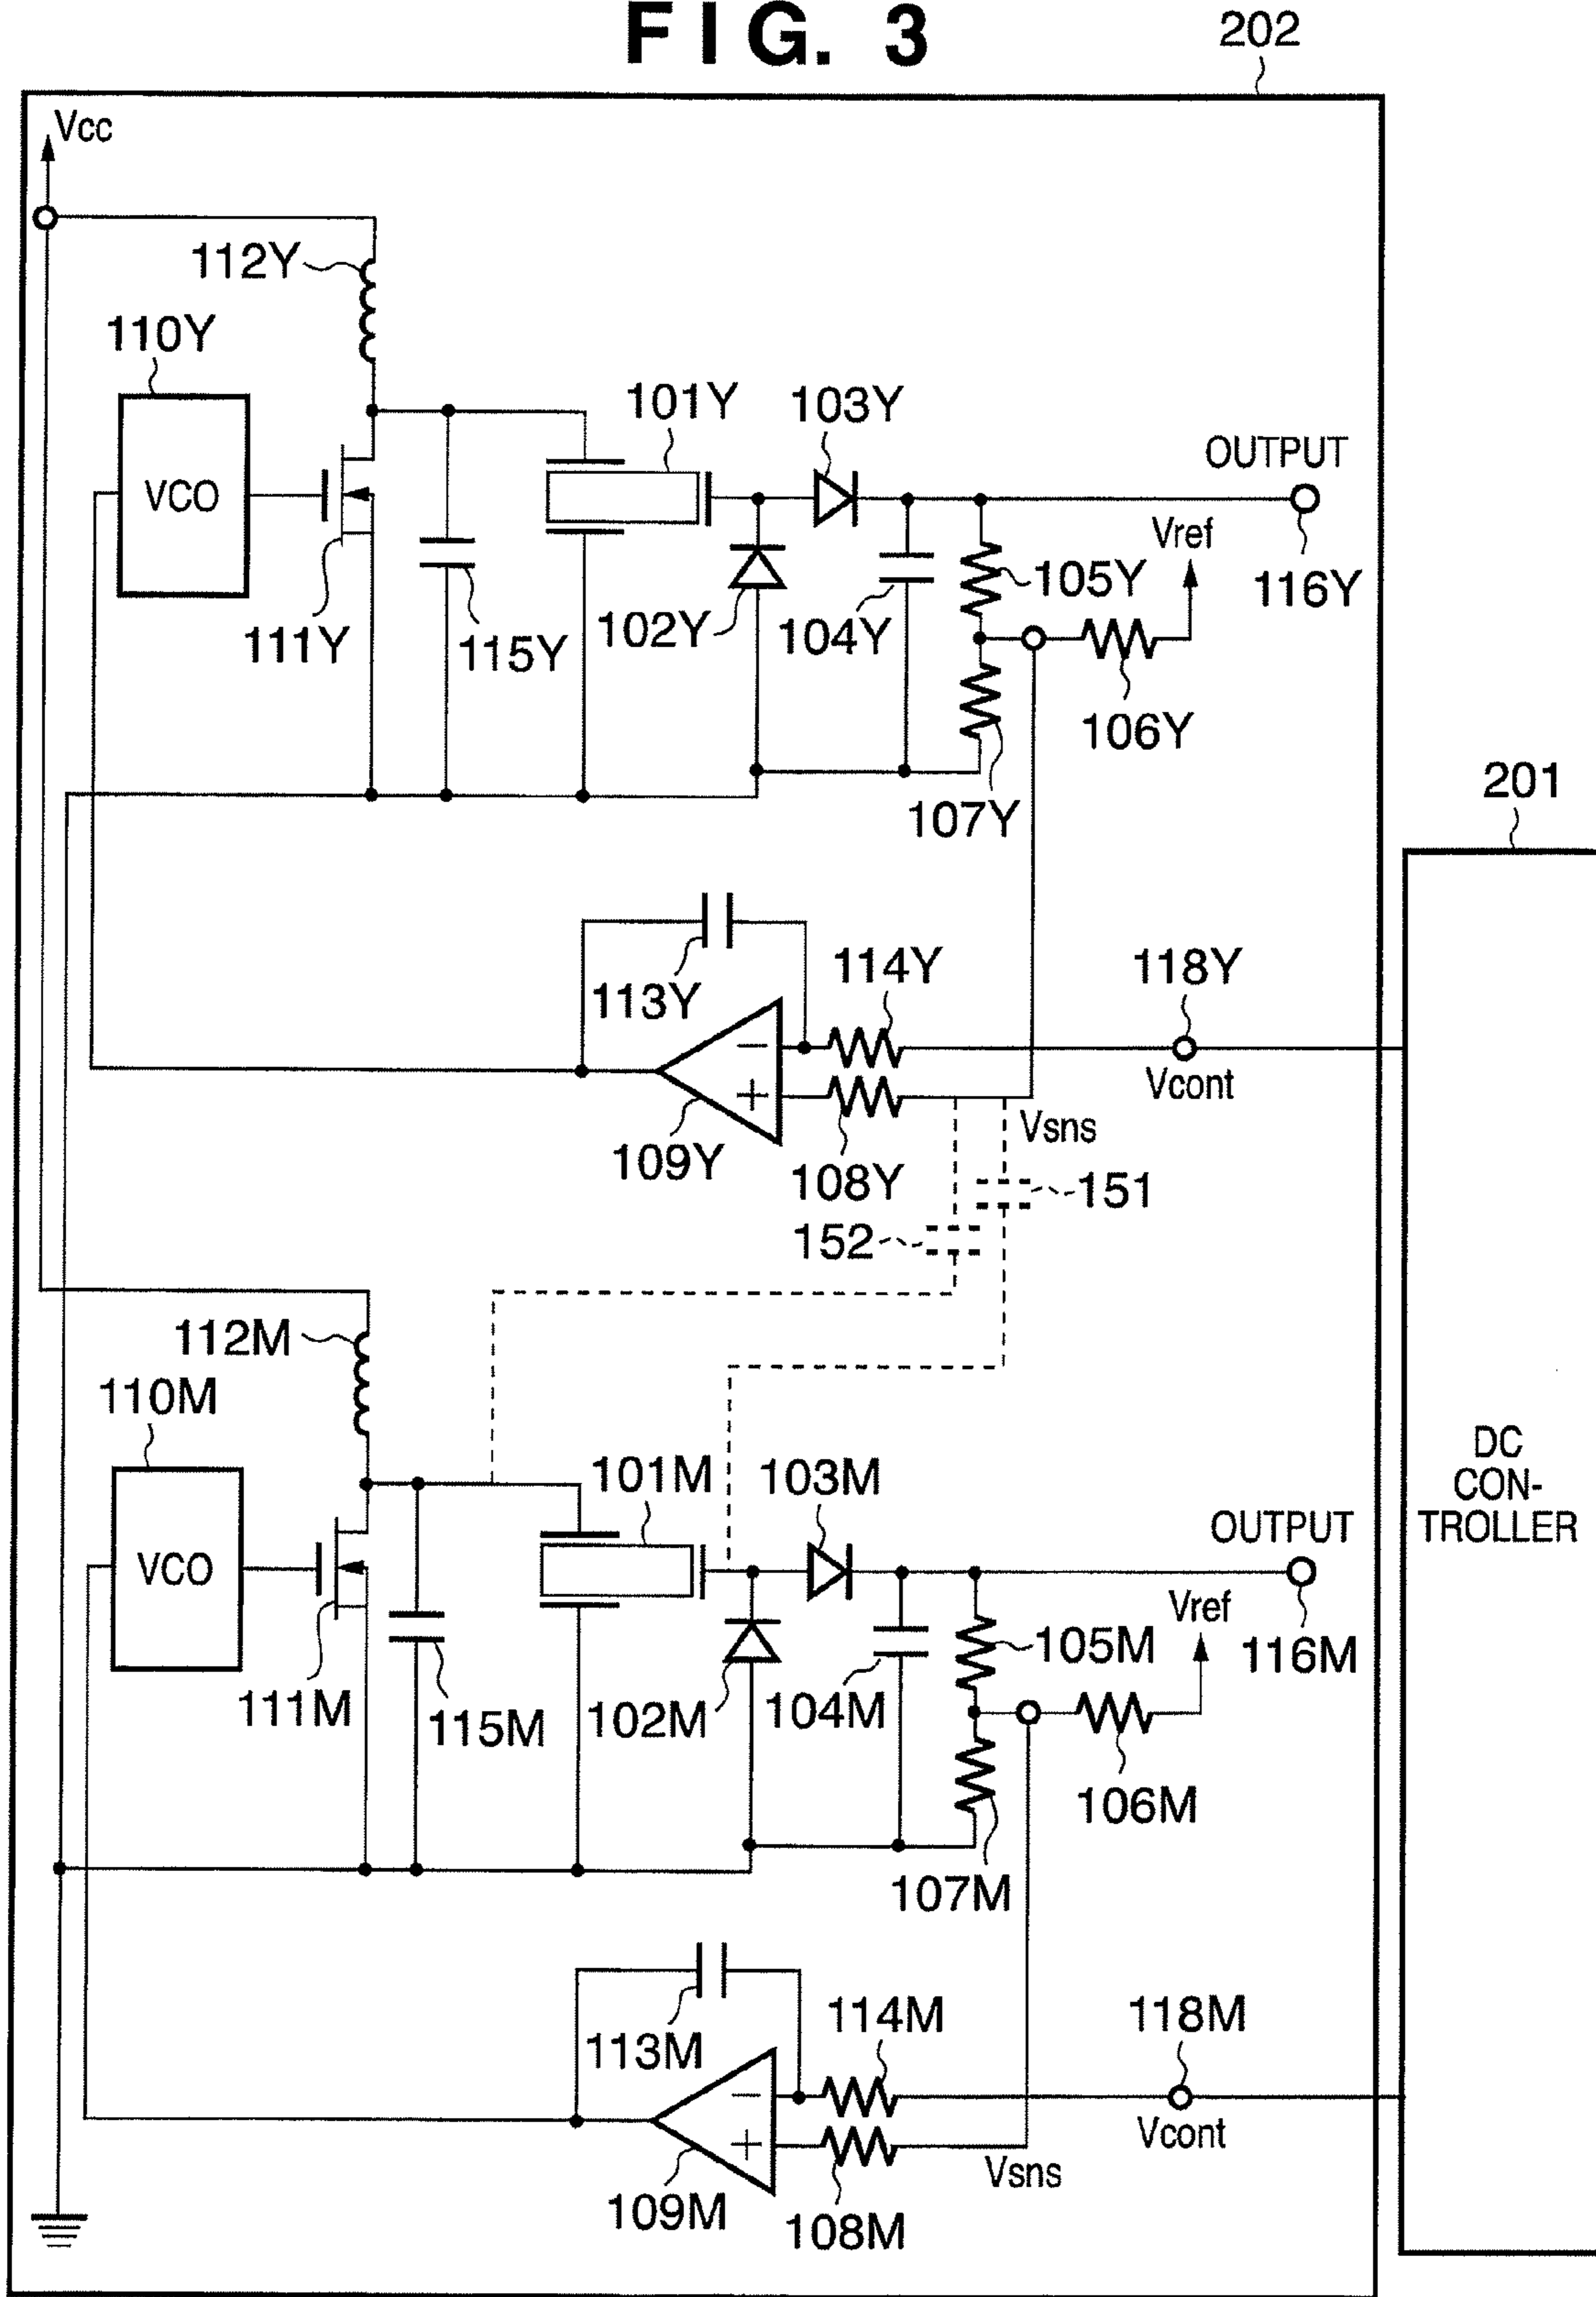 FIG. 3
202
Vcc
112Y
110Y
101Y
103Y
OUTPUT
VCO
Vref
105Y
116Y
111Y
115Y
102Y
104Y
106Y
107Y
201
113Y
114Y
118Y
−
+
Vcont
Vsns
109Y
108Y
151
152
112M
110M
101M
103M
DC
CON-
TROLLER
OUTPUT
VCO
Vref
105M
116M
111M
115M
102M
104M
106M
107M
113M
114M
118M
−
+
Vcont
Vsns
109M
108M